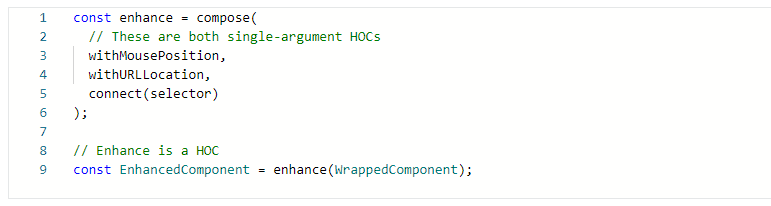 1 const enhance = compose(
2   // These are both single-argument HOCs
3   withMousePosition,
4   withURLLocation,
5   connect(selector)
6 );
7
8 // Enhance is a HOC
9 const EnhancedComponent = enhance(WrappedComponent);